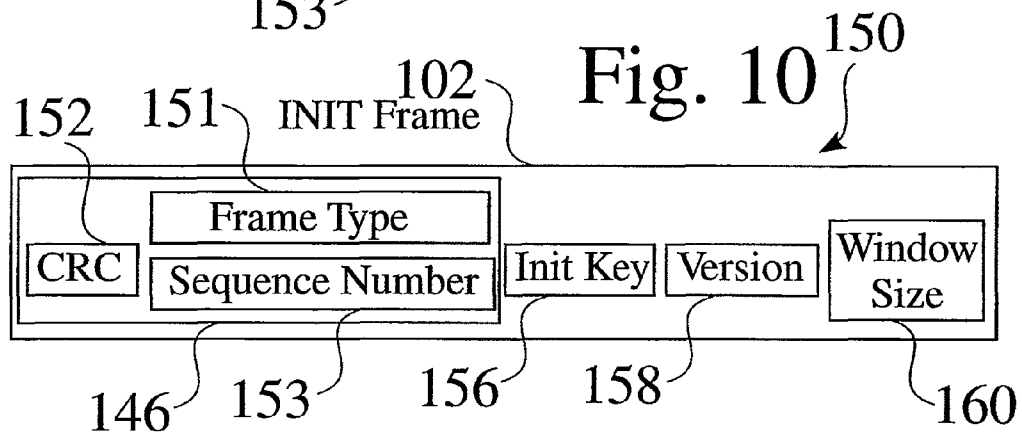 153
Fig. 10
150
102
152
151
INIT Frame
Frame Type
CRC
Sequence Number
Init Key
Version
Window
Size
146
153
156
158
160